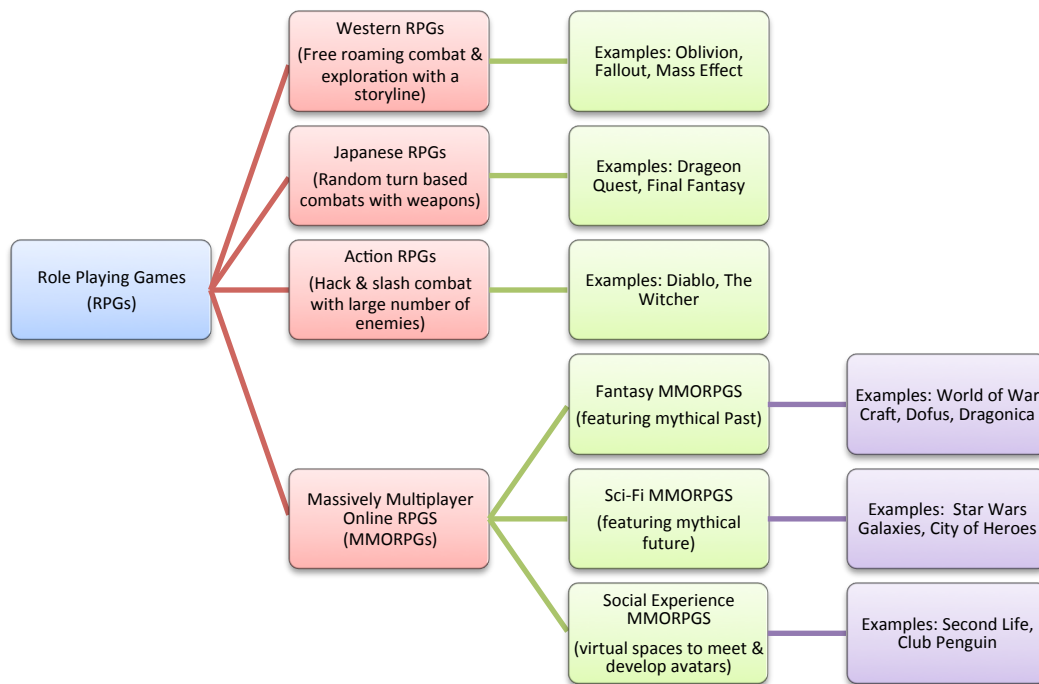 Western RPGs
(Free roaming combat &
exploration with a
storyline)
Examples: Oblivion,
Fallout, Mass Effect
Japanese RPGs
(Random turn based
combats with weapons)
Examples: Drageon
Quest, Final Fantasy
Role Playing Games
(RPGs)
Action RPGs
(Hack & slash combat
with large number of
enemies)
Examples: Diablo, The
Witcher
Massively Multiplayer
Online RPGS
(MMORPGs)
Fantasy MMORPGS
(featuring mythical Past)
Examples: World of War
Craft, Dofus, Dragonica
Sci-Fi MMORPGS
(featuring mythical
future)
Examples: Star Wars
Galaxies, City of Heroes
Social Experience
MMORPGS
(virtual spaces to meet &
develop avatars)
Examples: Second Life,
Club Penguin